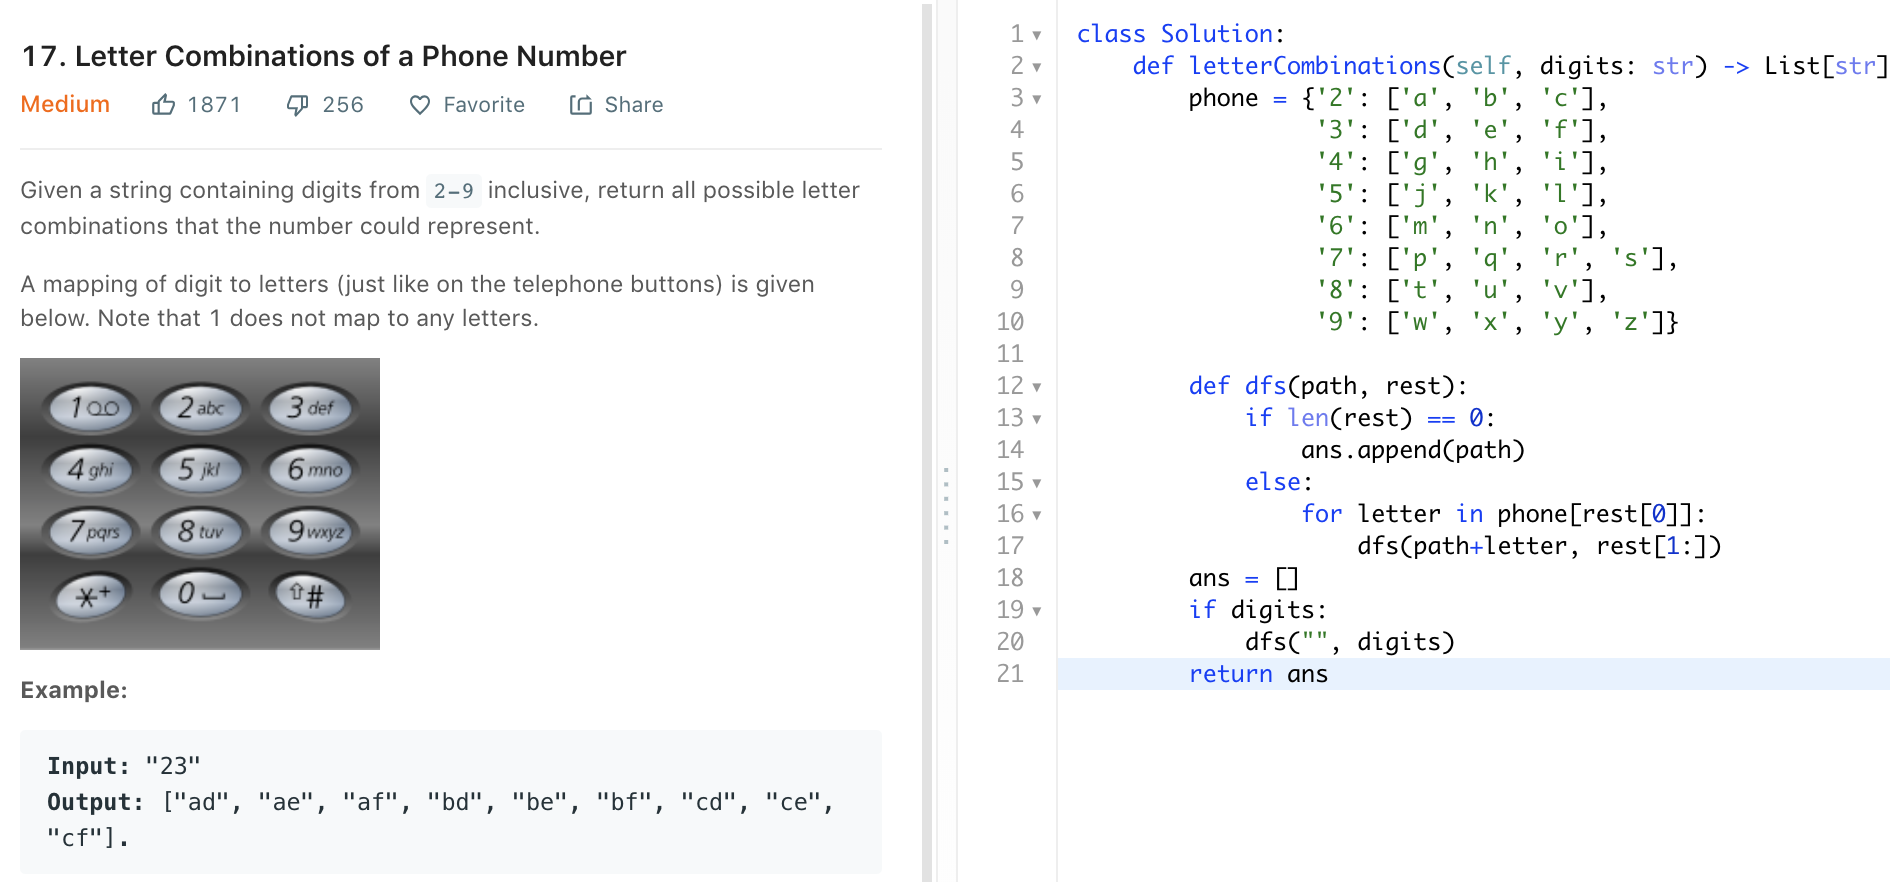 17. Letter Combinations of a Phone Number
Medium 1871 256 Favorite Share
Given a string containing digits from 2-9 inclusive, return all possible letter
combinations that the number could represent.
A mapping of digit to letters (just like on the telephone buttons) is given
below. Note that 1 does not map to any letters.
1 2 abc 3 def
4 ghi 5 jkl 6 mno
7 pqrs 8 tuv 9 wxyz
*+ 0 #
Example:
Input: "23"
Output: ["ad", "ae", "af", "bd", "be", "bf", "cd", "ce",
"cf"].
1 class Solution:
2     def letterCombinations(self, digits: str) -> List[str]
3         phone = {'2': ['a', 'b', 'c'],
4                  '3': ['d', 'e', 'f'],
5                  '4': ['g', 'h', 'i'],
6                  '5': ['j', 'k', 'l'],
7                  '6': ['m', 'n', 'o'],
8                  '7': ['p', 'q', 'r', 's'],
9                  '8': ['t', 'u', 'v'],
10                  '9': ['w', 'x', 'y', 'z']}
11
12         def dfs(path, rest):
13             if len(rest) == 0:
14                 ans.append(path)
15             else:
16                 for letter in phone[rest[0]]:
17                     dfs(path+letter, rest[1:])
18         ans = []
19         if digits:
20             dfs("", digits)
21         return ans